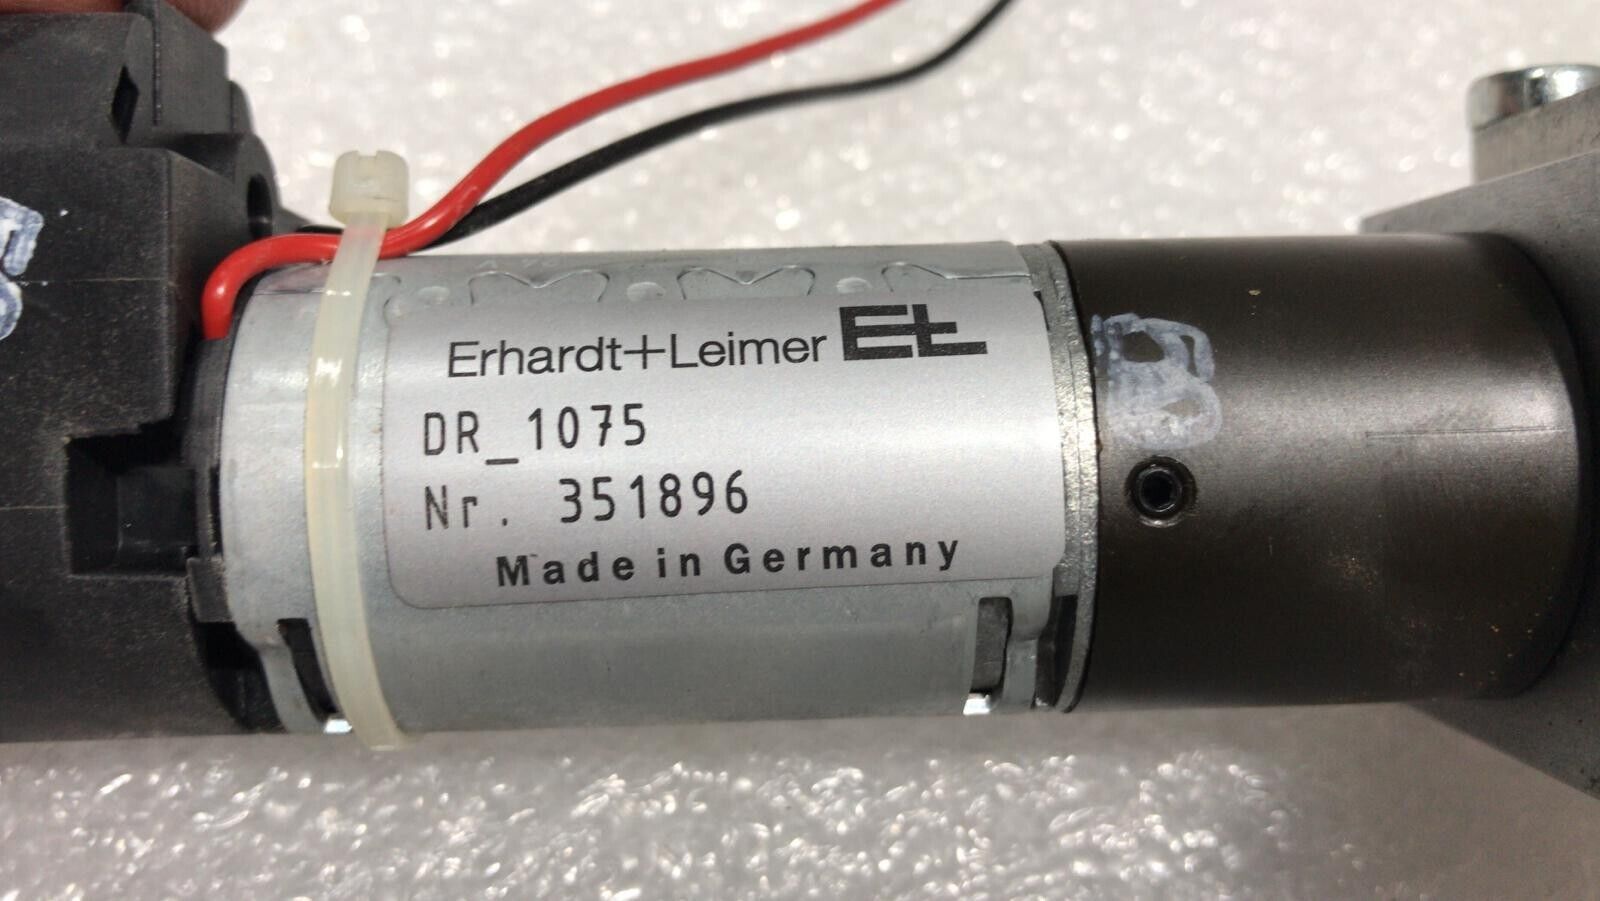 Erhardt+Leimer E+L
DR_1075
Nr. 351896
Made in Germany